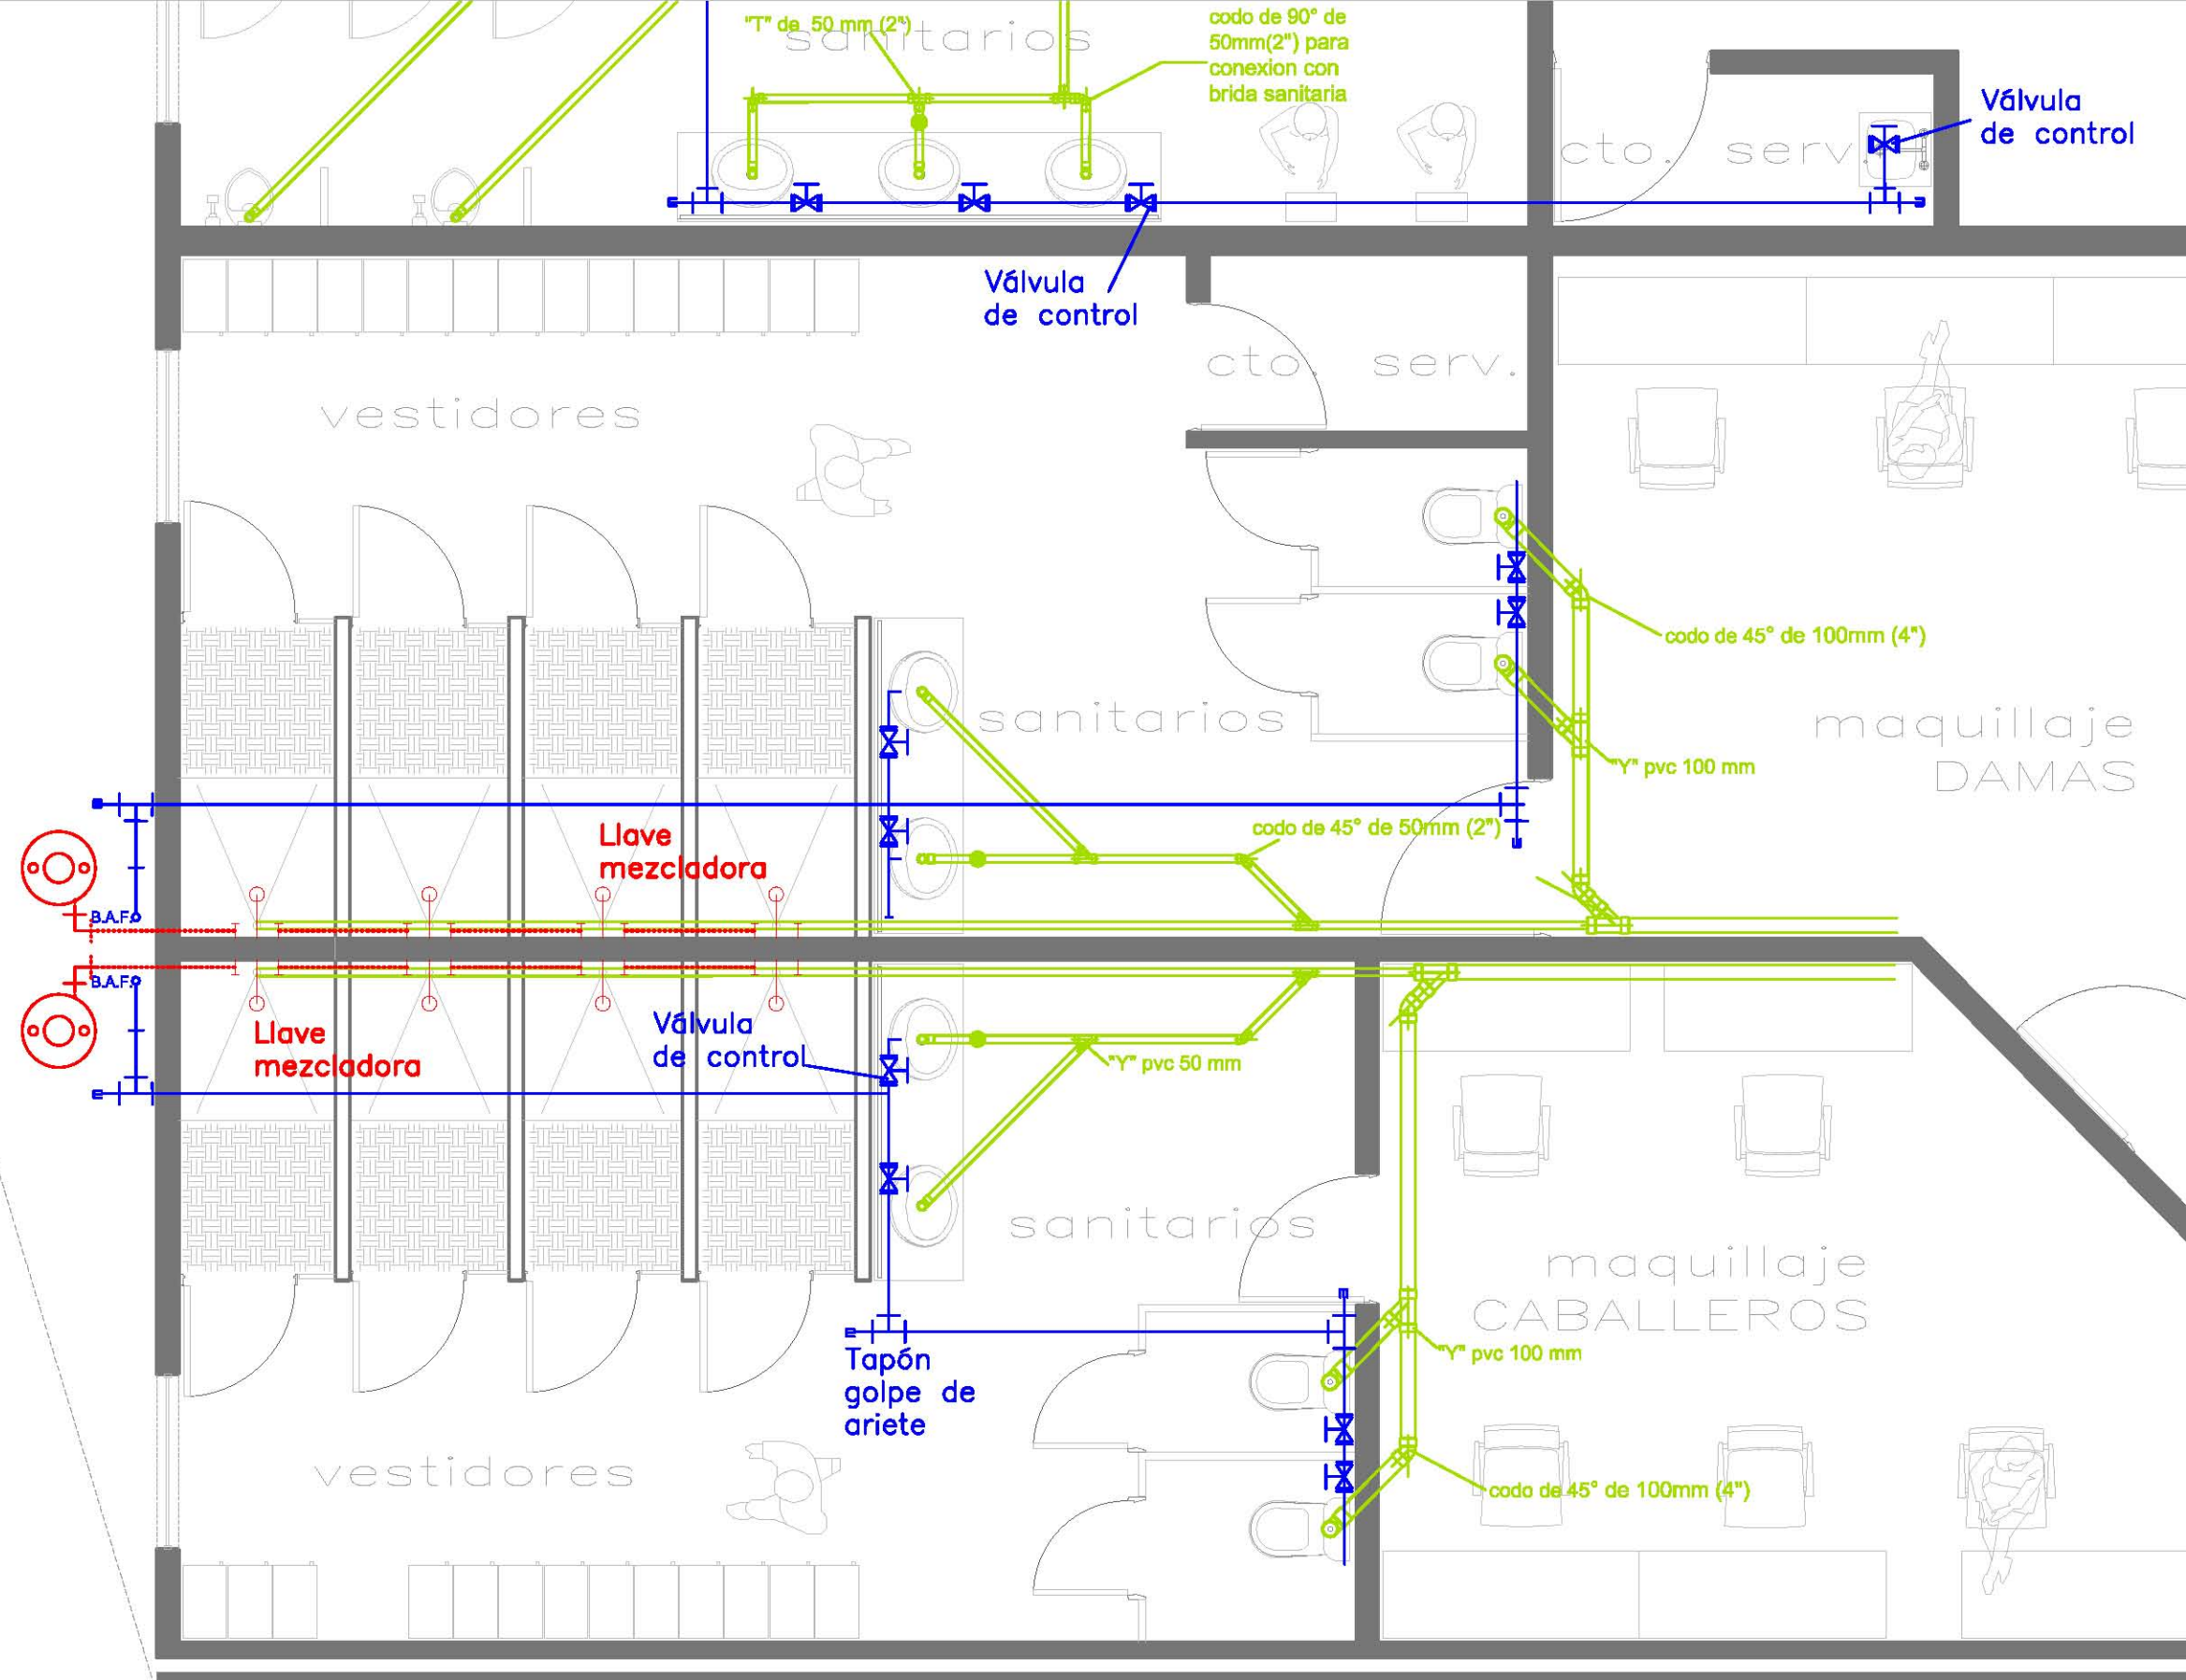 "T" de 50 mm (2")
sanitarios
codo de 90° de
50mm(2") para
conexion con
brida sanitaria
cto. serv.
Válvula
de control
Válvula
de control
cto. serv.
vestidores
codo de 45° de 100mm (4")
sanitarios
maquillaje
DAMAS
"Y" pvc 100 mm
codo de 45° de 50mm (2")
Llave
mezcladora
B.A.F.
B.A.F.
Llave
mezcladora
Válvula
de control
"Y" pvc 50 mm
sanitarios
maquillaje
CABALLEROS
"Y" pvc 100 mm
Tapón
golpe de
ariete
vestidores
codo de 45° de 100mm (4")